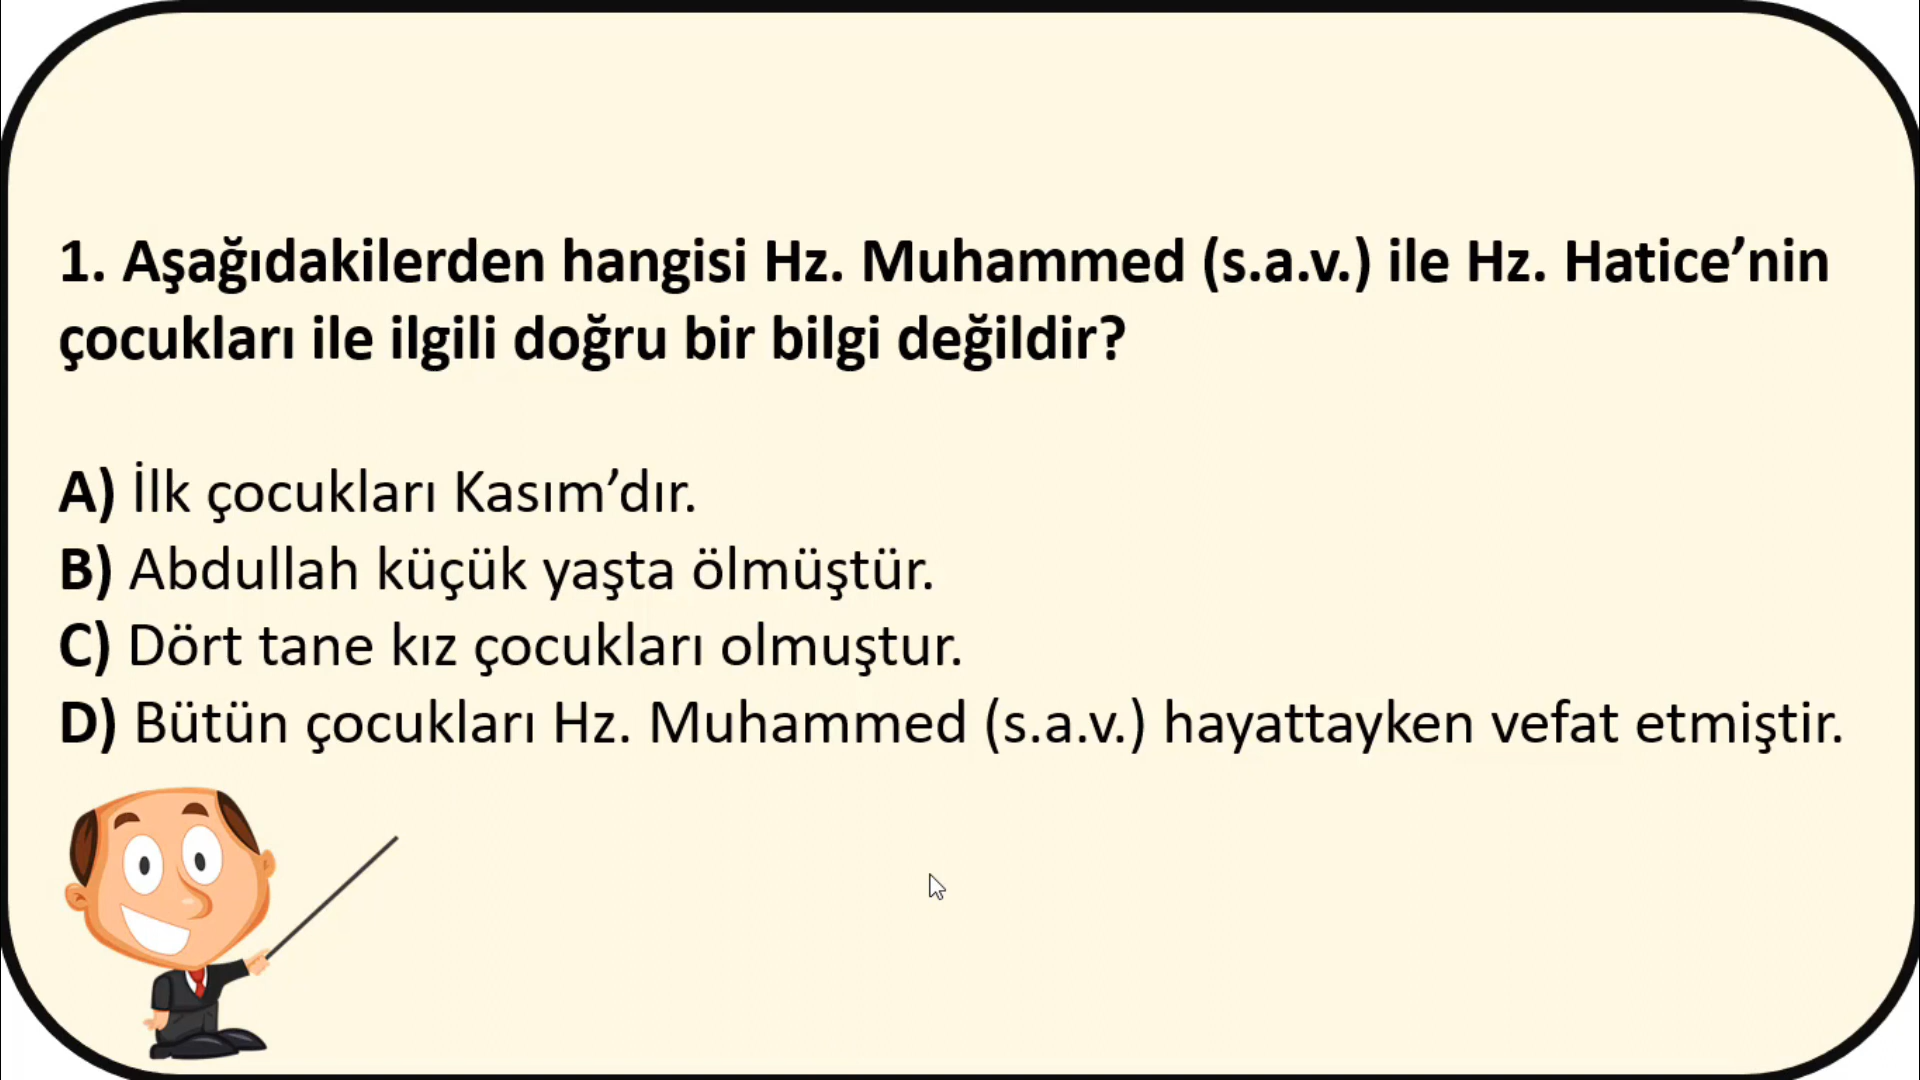 1. Aşağıdakilerden hangisi Hz. Muhammed (s.a.v.) ile Hz. Hatice’nin
çocukları ile ilgili doğru bir bilgi değildir?
A) İlk çocukları Kasım’dır.
B) Abdullah küçük yaşta ölmüştür.
C) Dört tane kız çocukları olmuştur.
D) Bütün çocukları Hz. Muhammed (s.a.v.) hayattayken vefat etmiştir.